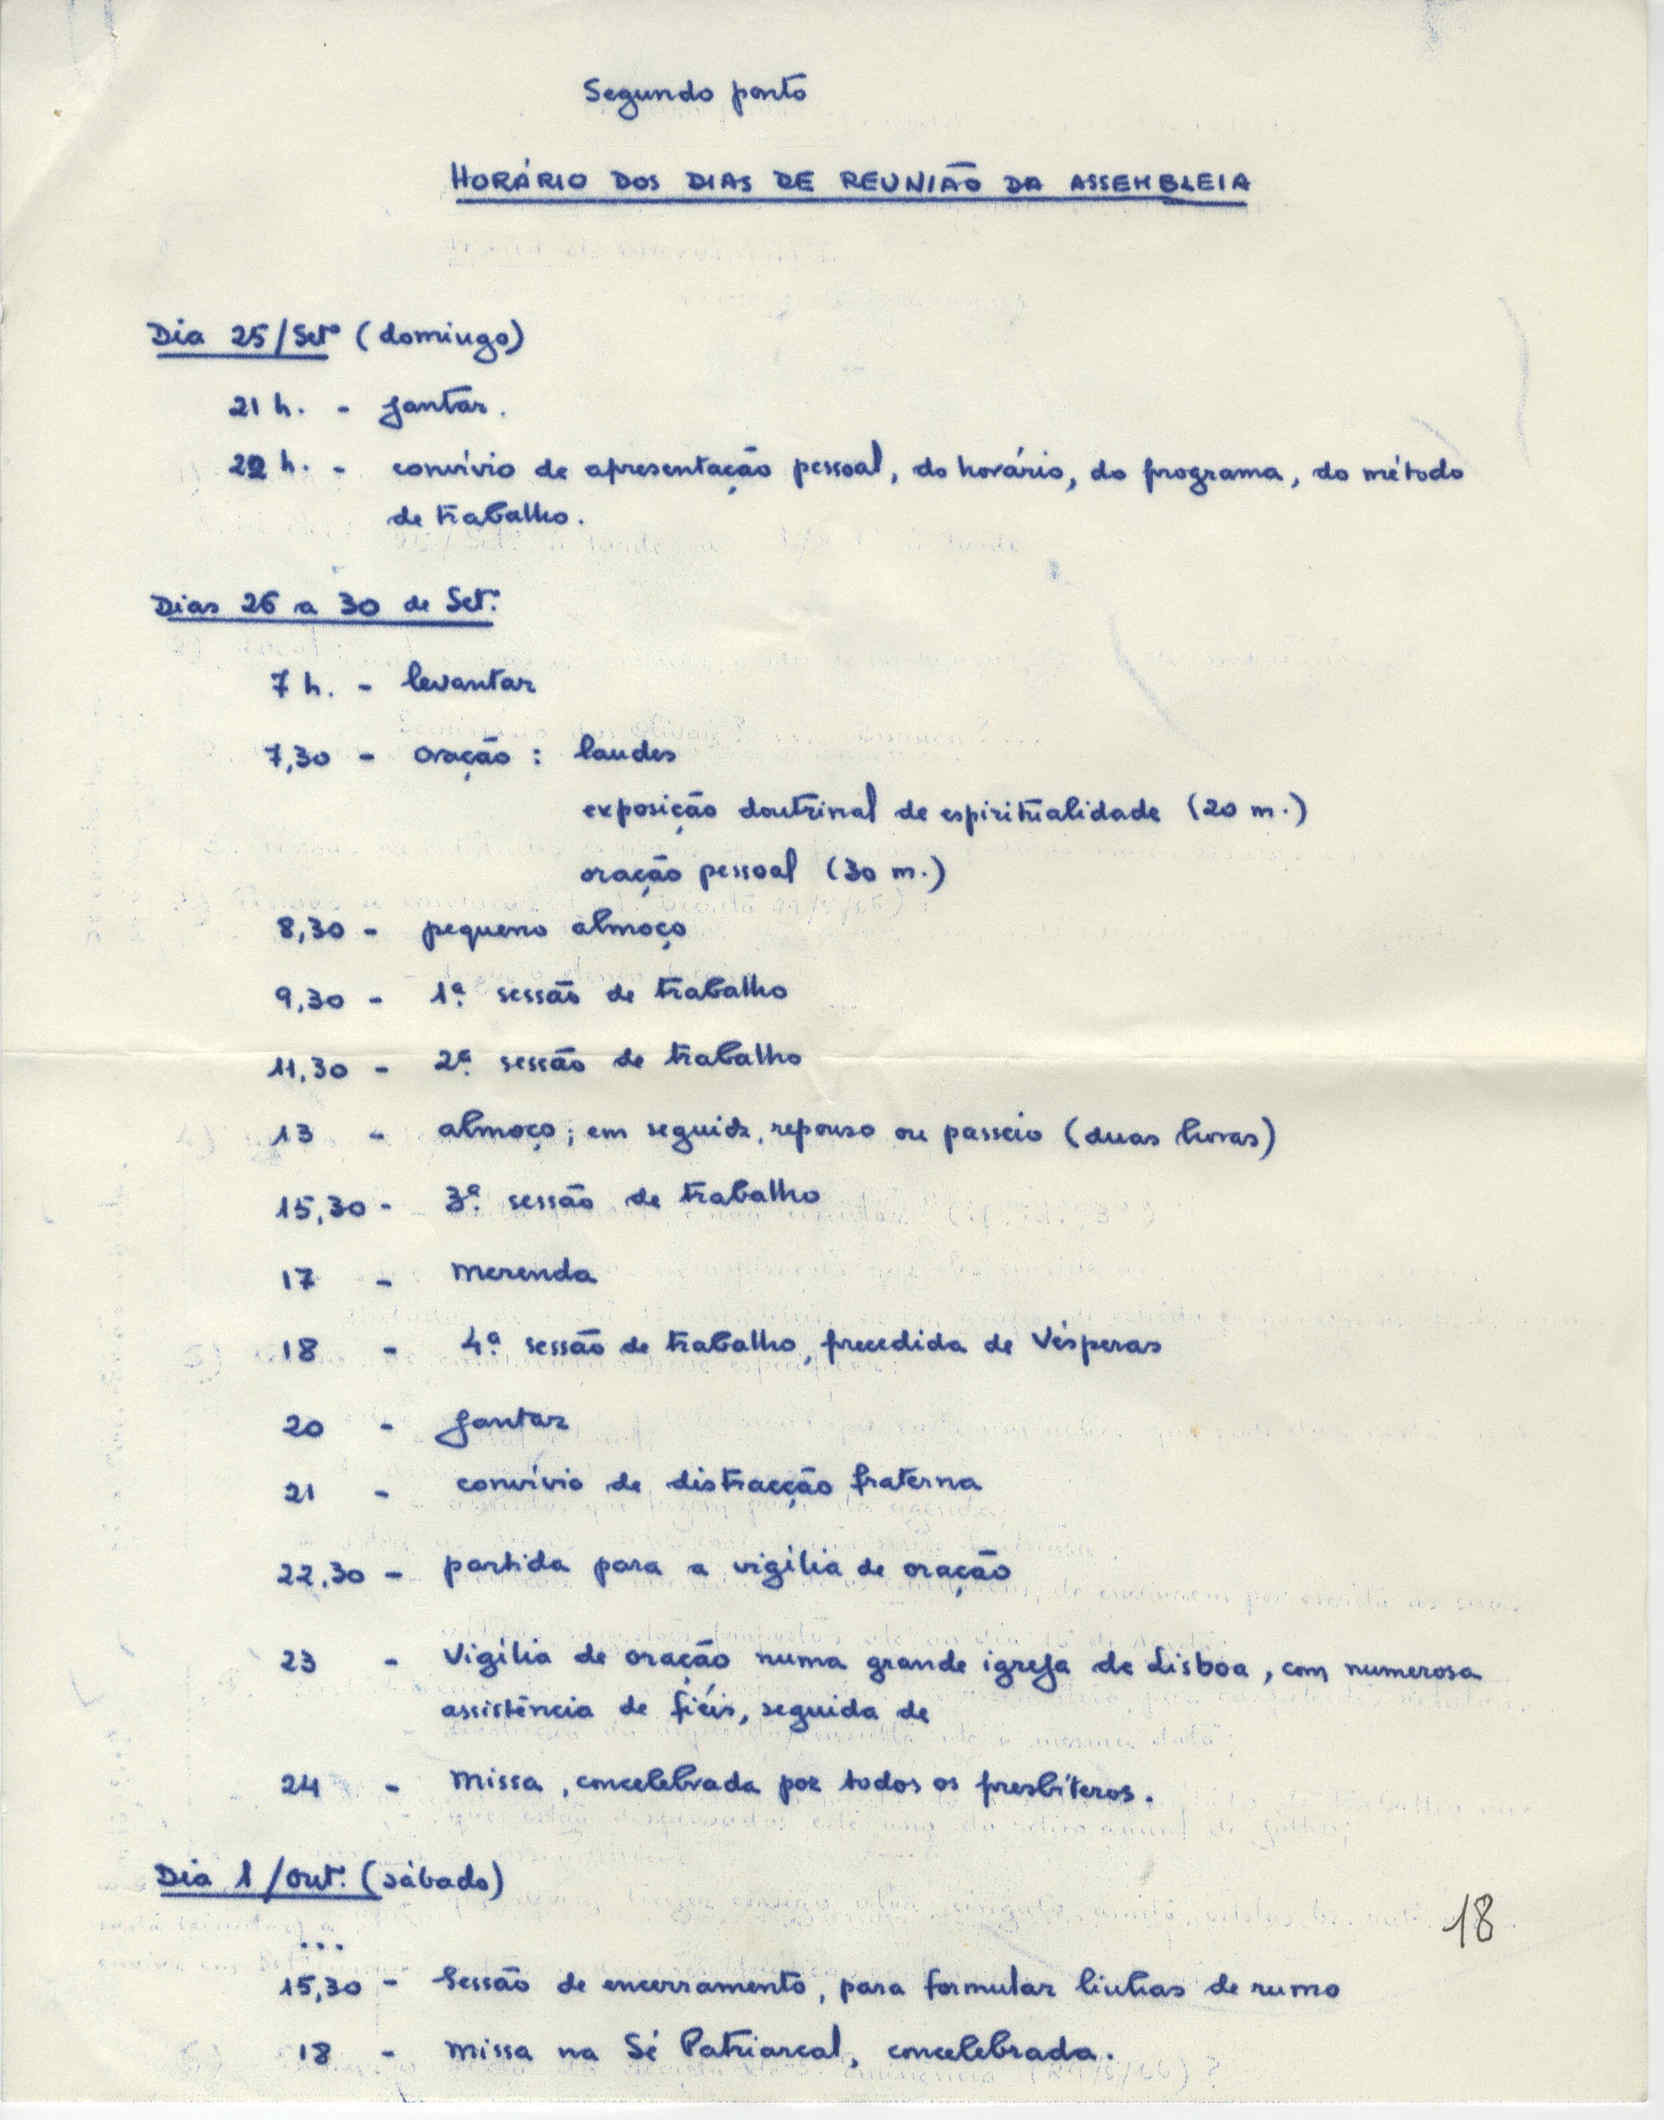 Segundo ponto
HORÁRIO DOS DIAS DE REUNIÃO DA ASSEMBLEIA
Dia 25/Setº (domingo)
21 h. - jantar.
22 h. - convívio de apresentação pessoal, do horário, do programa, do método
de trabalho.
Dias 26 a 30 de Set.º
7 h. - levantar
7,30 - oração : laudes
exposição doutrinal de espiritualidade (20 m.)
oração pessoal (30 m.)
8,30 - pequeno almoço
9,30 - 1ª. sessão de trabalho
11,30 - 2ª. sessão de trabalho
13 - almoço; em seguida, repouso ou passeio (duas horas)
15,30 - 3ª. sessão de trabalho
17 - merenda
18 - 4ª. sessão de trabalho, precedida de Vésperas
20 - jantar
21 - convívio de distracção fraterna
22,30 - partida para a vigília de oração
23 - Vigília de oração numa grande igreja de Lisboa, com numerosa
assistência de fiéis, seguida de
24 - missa, concelebrada por todos os presbíteros.
Dia 1/Out.º (sábado)
18
...
15,30 - Sessão de encerramento, para formular linhas de rumo
18 - missa na Sé Patriarcal, concelebrada.